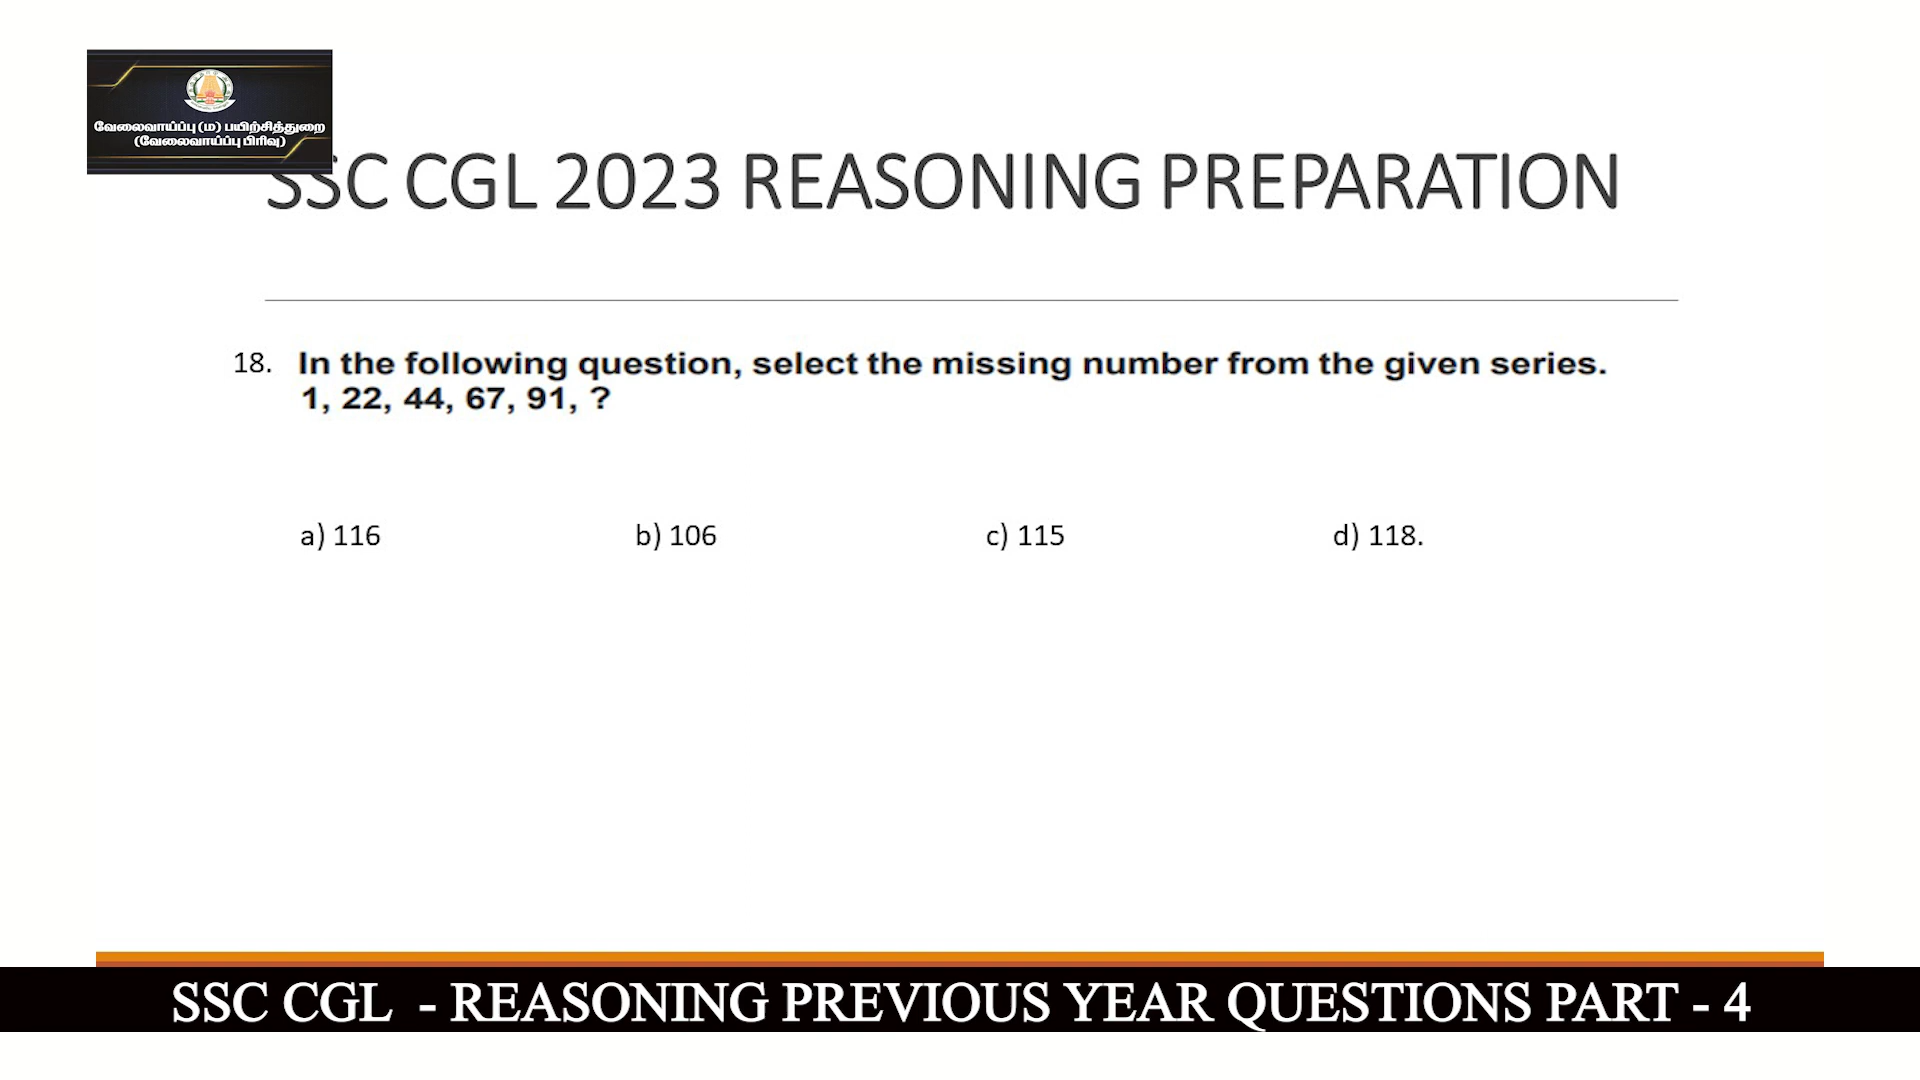 வேலைவாய்ப்பு (ம) பயிற்சித்துறை
(வேலைவாய்ப்பு பிரிவு)
SSC CGL 2023 REASONING PREPARATION
18. In the following question, select the missing number from the given series.
1, 22, 44, 67, 91, ?
a) 116 b) 106 c) 115 d) 118.
SSC CGL - REASONING PREVIOUS YEAR QUESTIONS PART - 4